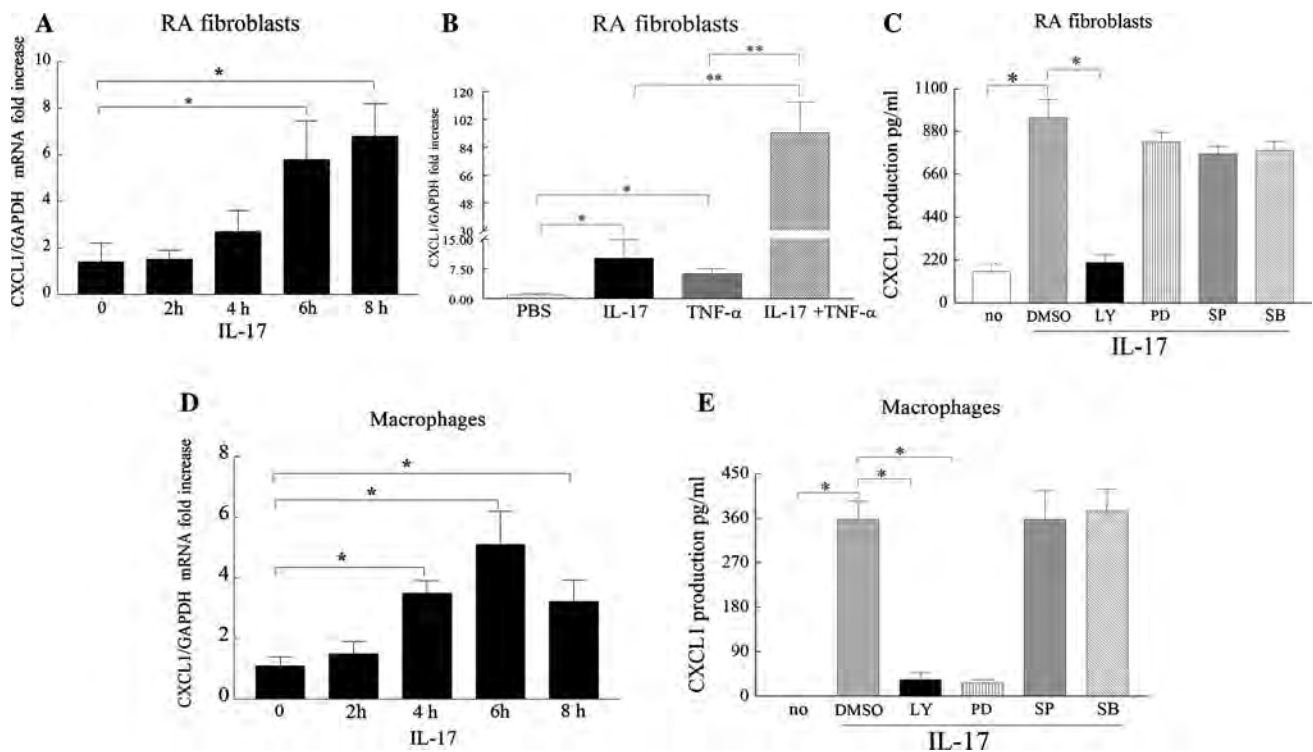 A
RA fibroblasts
CXCL1/GAPDH mRNA fold increase
10
8
6
4
2
0
*
*
0 2h 4 h 6h 8 h
IL-17
B
RA fibroblasts
CXCL1/GAPDH fold increase
120
102
84
66
48
30
15.00
7.50
6.00
**
**
*
*
PBS IL-17 TNF-α IL-17 +TNF-α
C
RA fibroblasts
CXCL1 production pg/ml
1100
880
660
440
220
0
* *
no DMSO LY PD SP SB
IL-17
D
Macrophages
CXCL1/GAPDH mRNA fold increase
8
6
4
2
0
*
*
*
0 2h 4 h 6h 8 h
IL-17
E
Macrophages
CXCL1 production pg/ml
450
360
270
180
90
0
*
*
*
no DMSO LY PD SP SB
IL-17